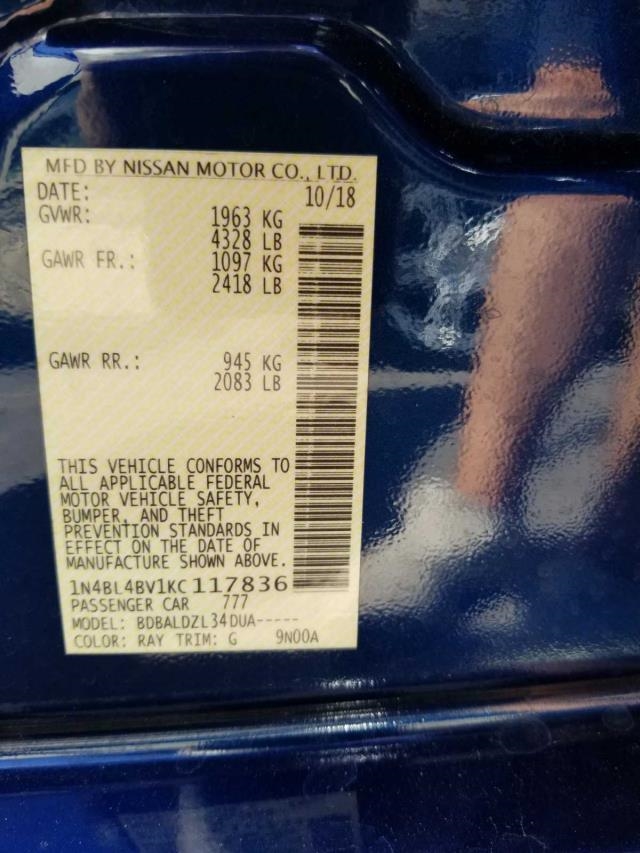 MFD BY NISSAN MOTOR CO., LTD.
DATE: 10/18
GVWR: 1963 KG
4328 LB
GAWR FR.: 1097 KG
2418 LB
GAWR RR.: 945 KG
2083 LB
THIS VEHICLE CONFORMS TO
ALL APPLICABLE FEDERAL
MOTOR VEHICLE SAFETY,
BUMPER, AND THEFT
PREVENTION STANDARDS IN
EFFECT ON THE DATE OF
MANUFACTURE SHOWN ABOVE.
1N4BL4BV1KC117836
PASSENGER CAR 777
MODEL: BDBALDZL34DUA-----
COLOR: RAY TRIM: G 9N00A